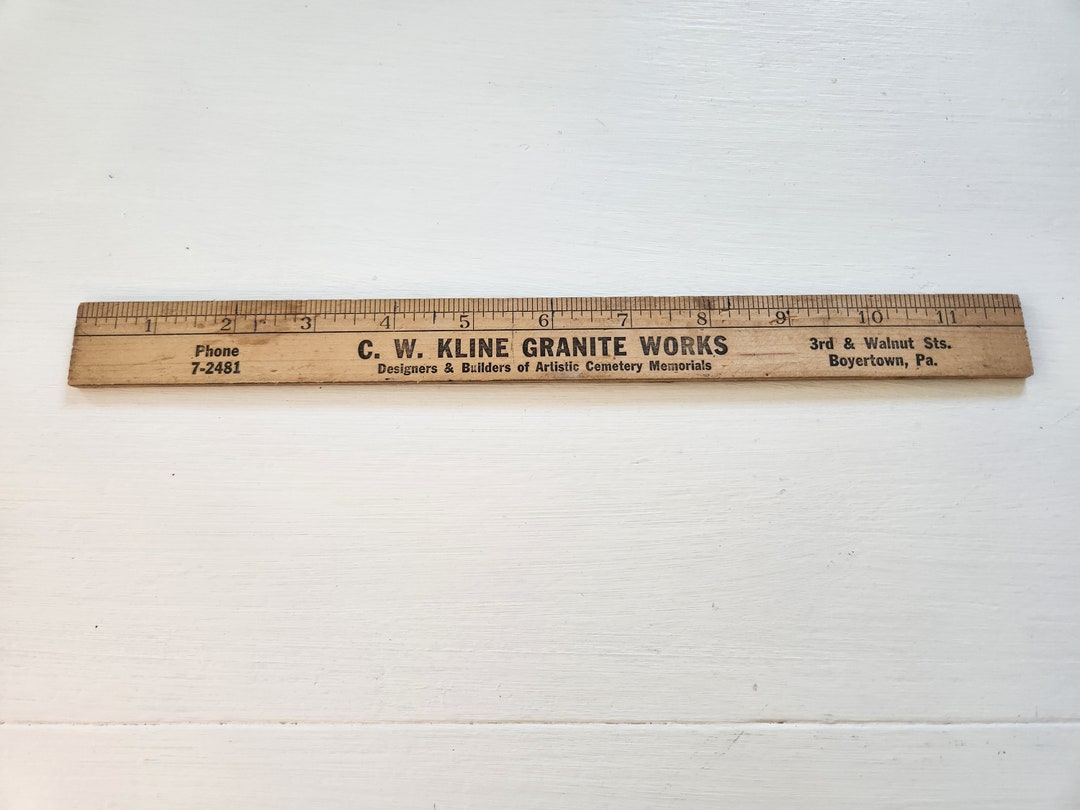 1 2 3 4 5 6 7 8 9 10 11
Phone
7-2481
C. W. KLINE GRANITE WORKS
Designers & Builders of Artistic Cemetery Memorials
3rd & Walnut Sts.
Boyertown, Pa.